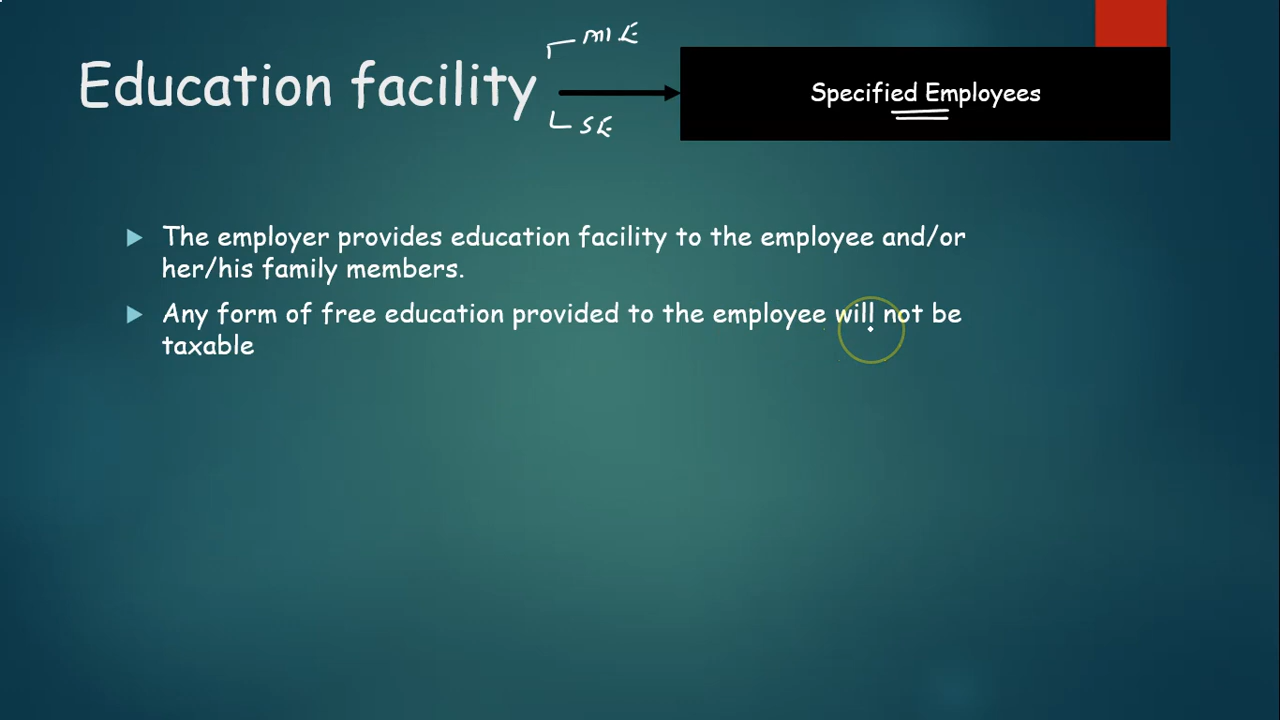 MLE
Education facility
Specified Employees
SE
The employer provides education facility to the employee and/or
her/his family members.
Any form of free education provided to the employee will not be
taxable